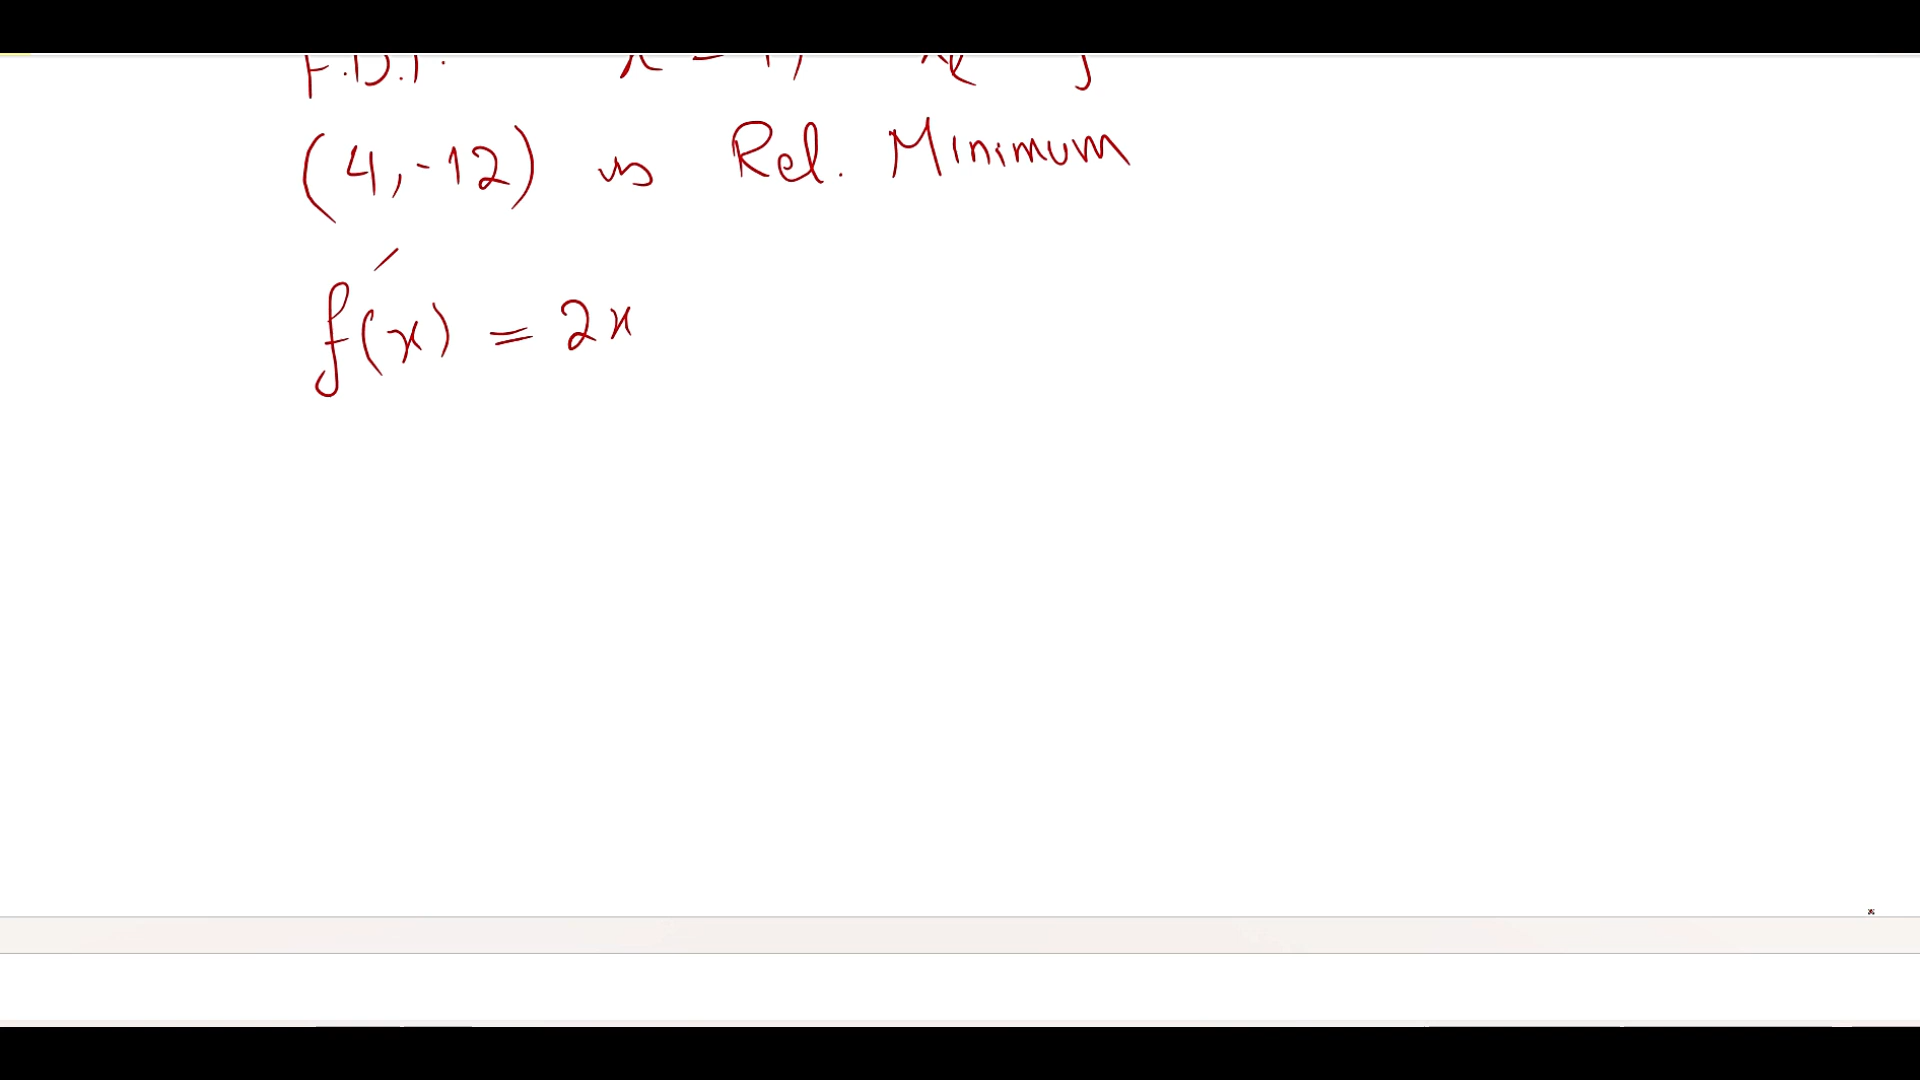 F.D.T.
(4, -12) is Rel. Minimum
f'(x) = 2x